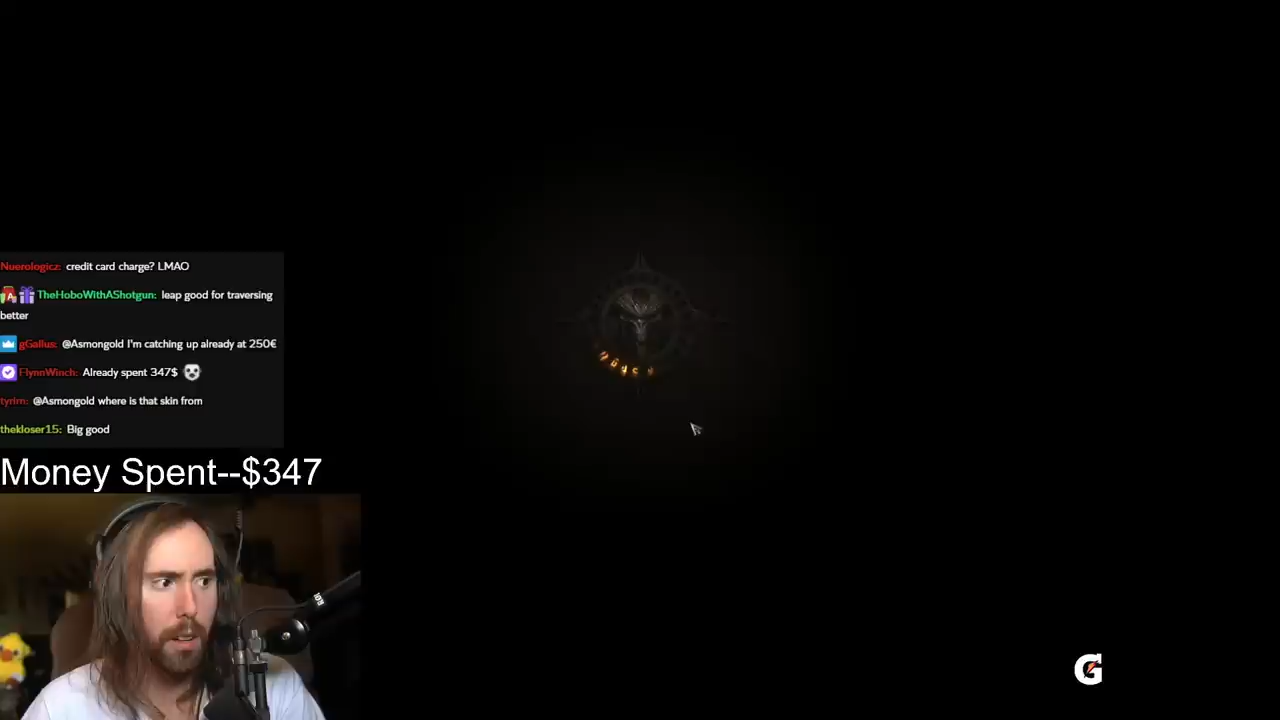 Nuerologicz: credit card charge? LMAO
TheHoboWithAShotgun: leap good for traversing
better
gGallus: @Asmongold I'm catching up already at 250€
FlynnWinch: Already spent 347$
tyrirn: @Asmongold where is that skin from
thekloser15: Big good
Money Spent--$347
G